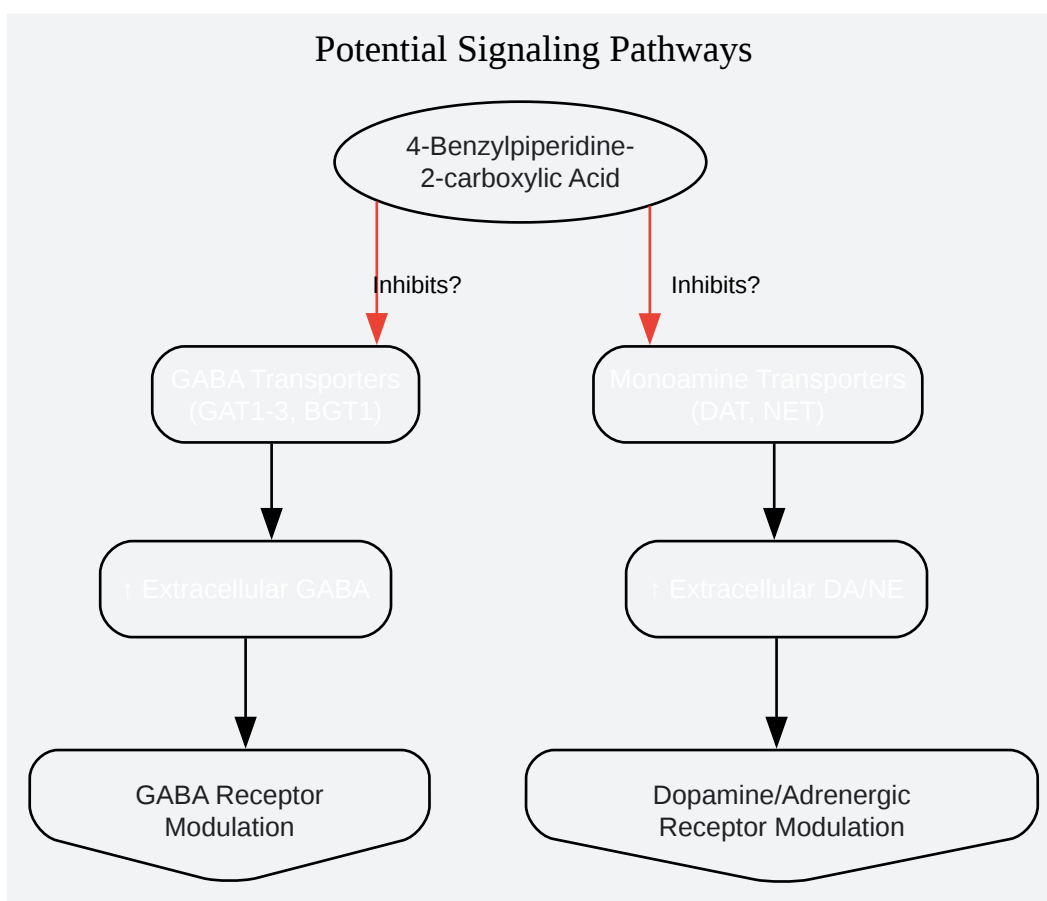 Potential Signaling Pathways
4-Benzylpiperidine-
2-carboxylic Acid
Inhibits?
Inhibits?
GABA Transporters
(GAT1-3, BGT1)
Monoamine Transporters
(DAT, NET)
↑ Extracellular GABA
↑ Extracellular DA/NE
GABA Receptor
Modulation
Dopamine/Adrenergic
Receptor Modulation